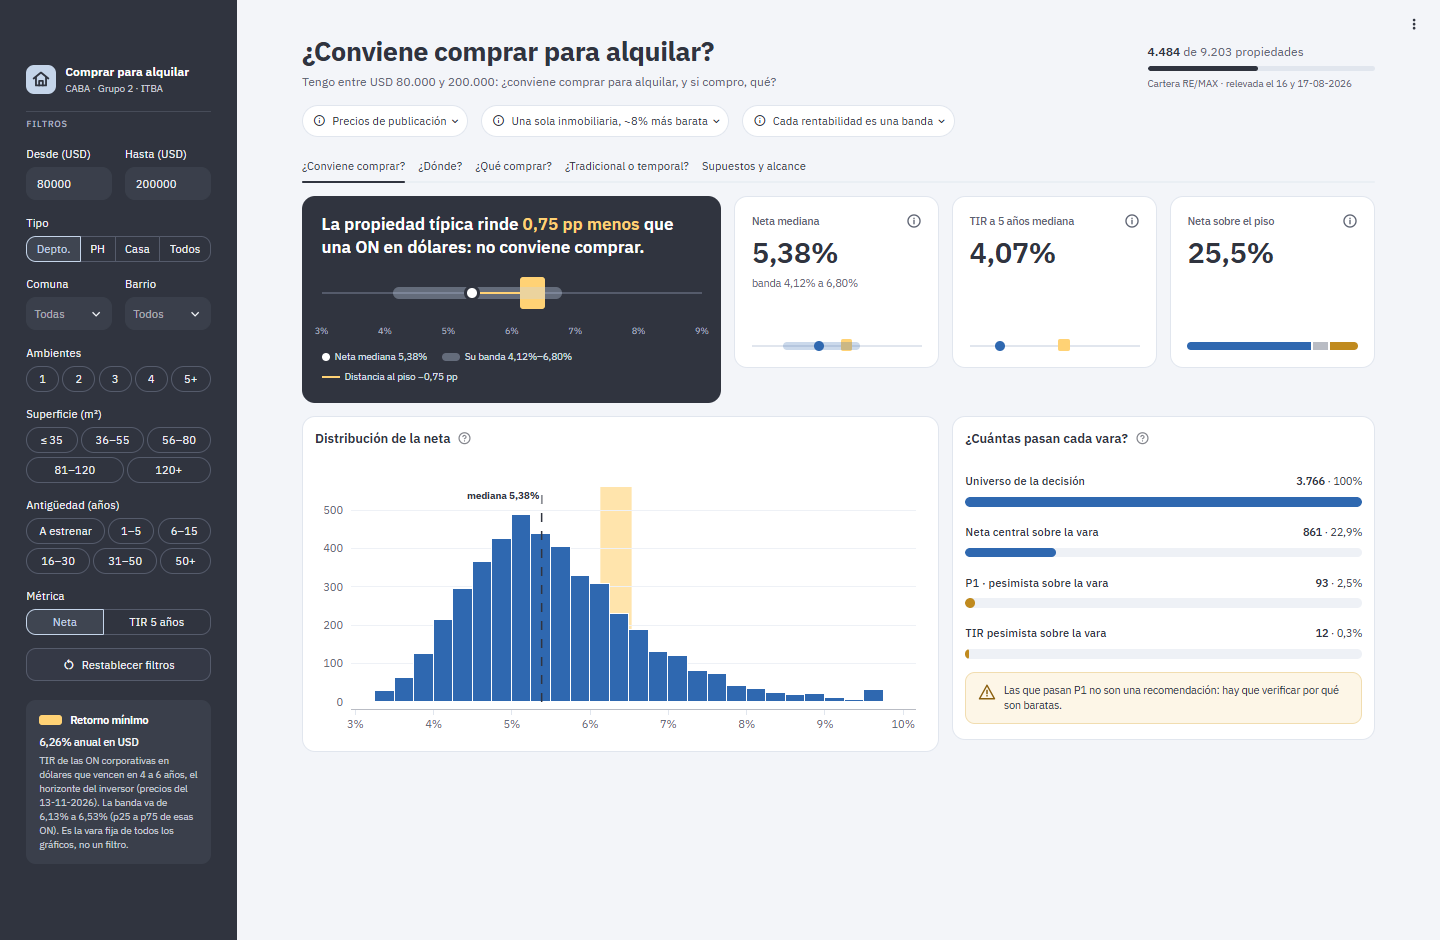 Comprar para alquilar
CABA · Grupo 2 · ITBA
FILTROS
Desde (USD)
Hasta (USD)
80000
200000
Tipo
Depto.
PH
Casa
Todos
Comuna
Barrio
Todas
Todos
Ambientes
1
2
3
4
5+
Superficie (m²)
≤ 35
36–55
56–80
81–120
120+
Antigüedad (años)
A estrenar
1–5
6–15
16–30
31–50
50+
Métrica
Neta
TIR 5 años
Restablecer filtros
Retorno mínimo
6,26% anual en USD
TIR de las ON corporativas en
dólares que vencen en 4 a 6 años, el
horizonte del inversor (precios del
13-11-2026). La banda va de
6,13% a 6,53% (p25 a p75 de esas
ON). Es la vara fija de todos los
gráficos, no un filtro.
¿Conviene comprar para alquilar?
Tengo entre USD 80.000 y 200.000: ¿conviene comprar para alquilar, y si compro, qué?
4.484 de 9.203 propiedades
Cartera RE/MAX · relevada el 16 y 17-08-2026
Precios de publicación
Una sola inmobiliaria, ~8% más barata
Cada rentabilidad es una banda
¿Conviene comprar?
¿Dónde?
¿Qué comprar?
¿Tradicional o temporal?
Supuestos y alcance
La propiedad típica rinde 0,75 pp menos que
una ON en dólares: no conviene comprar.
3%
4%
5%
6%
7%
8%
9%
Neta mediana 5,38%
Su banda 4,12%–6,80%
Distancia al piso −0,75 pp
Neta mediana
5,38%
banda 4,12% a 6,80%
TIR a 5 años mediana
4,07%
Neta sobre el piso
25,5%
Distribución de la neta
mediana 5,38%
500
400
300
200
100
0
3%
4%
5%
6%
7%
8%
9%
10%
¿Cuántas pasan cada vara?
Universo de la decisión
3.766 · 100%
Neta central sobre la vara
861 · 22,9%
P1 · pesimista sobre la vara
93 · 2,5%
TIR pesimista sobre la vara
12 · 0,3%
Las que pasan P1 no son una recomendación: hay que verificar por qué
son baratas.